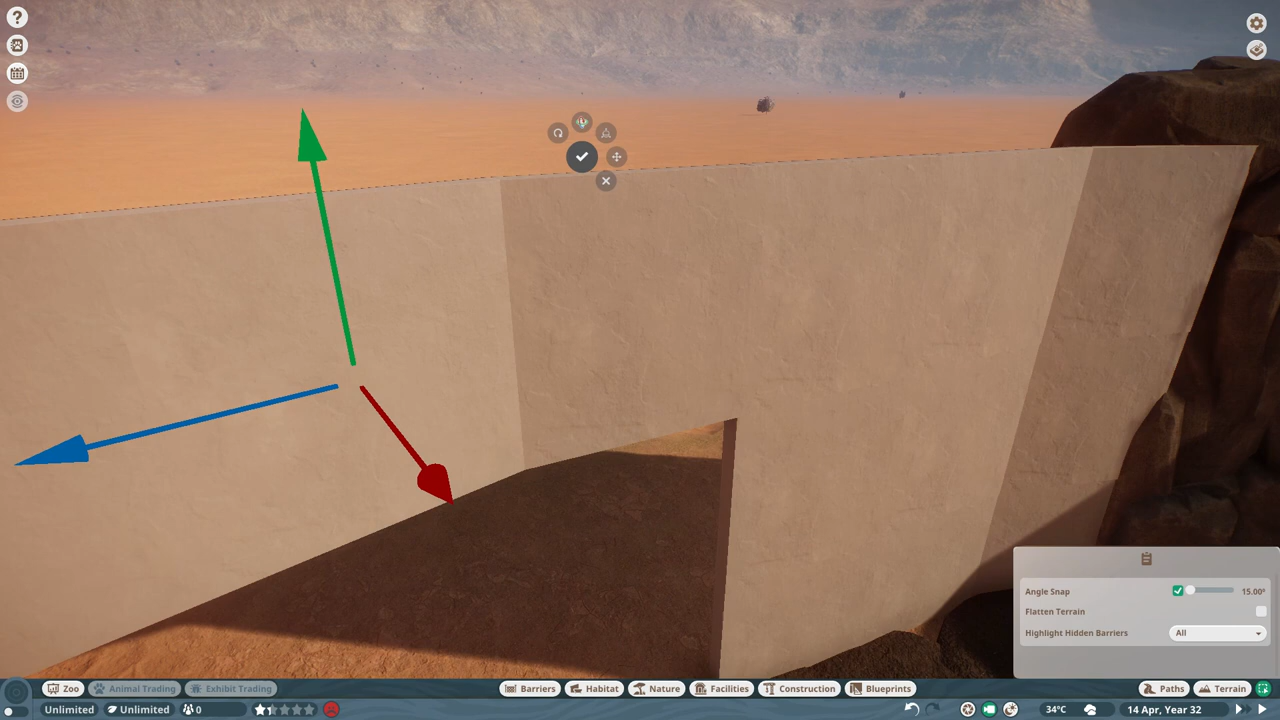 ?
Angle Snap 15.00°
Flatten Terrain
Highlight Hidden Barriers All
Zoo Animal Trading Exhibit Trading Barriers Habitat Nature Facilities Construction Blueprints Paths Terrain
Unlimited Unlimited 0 34°C 14 Apr, Year 32